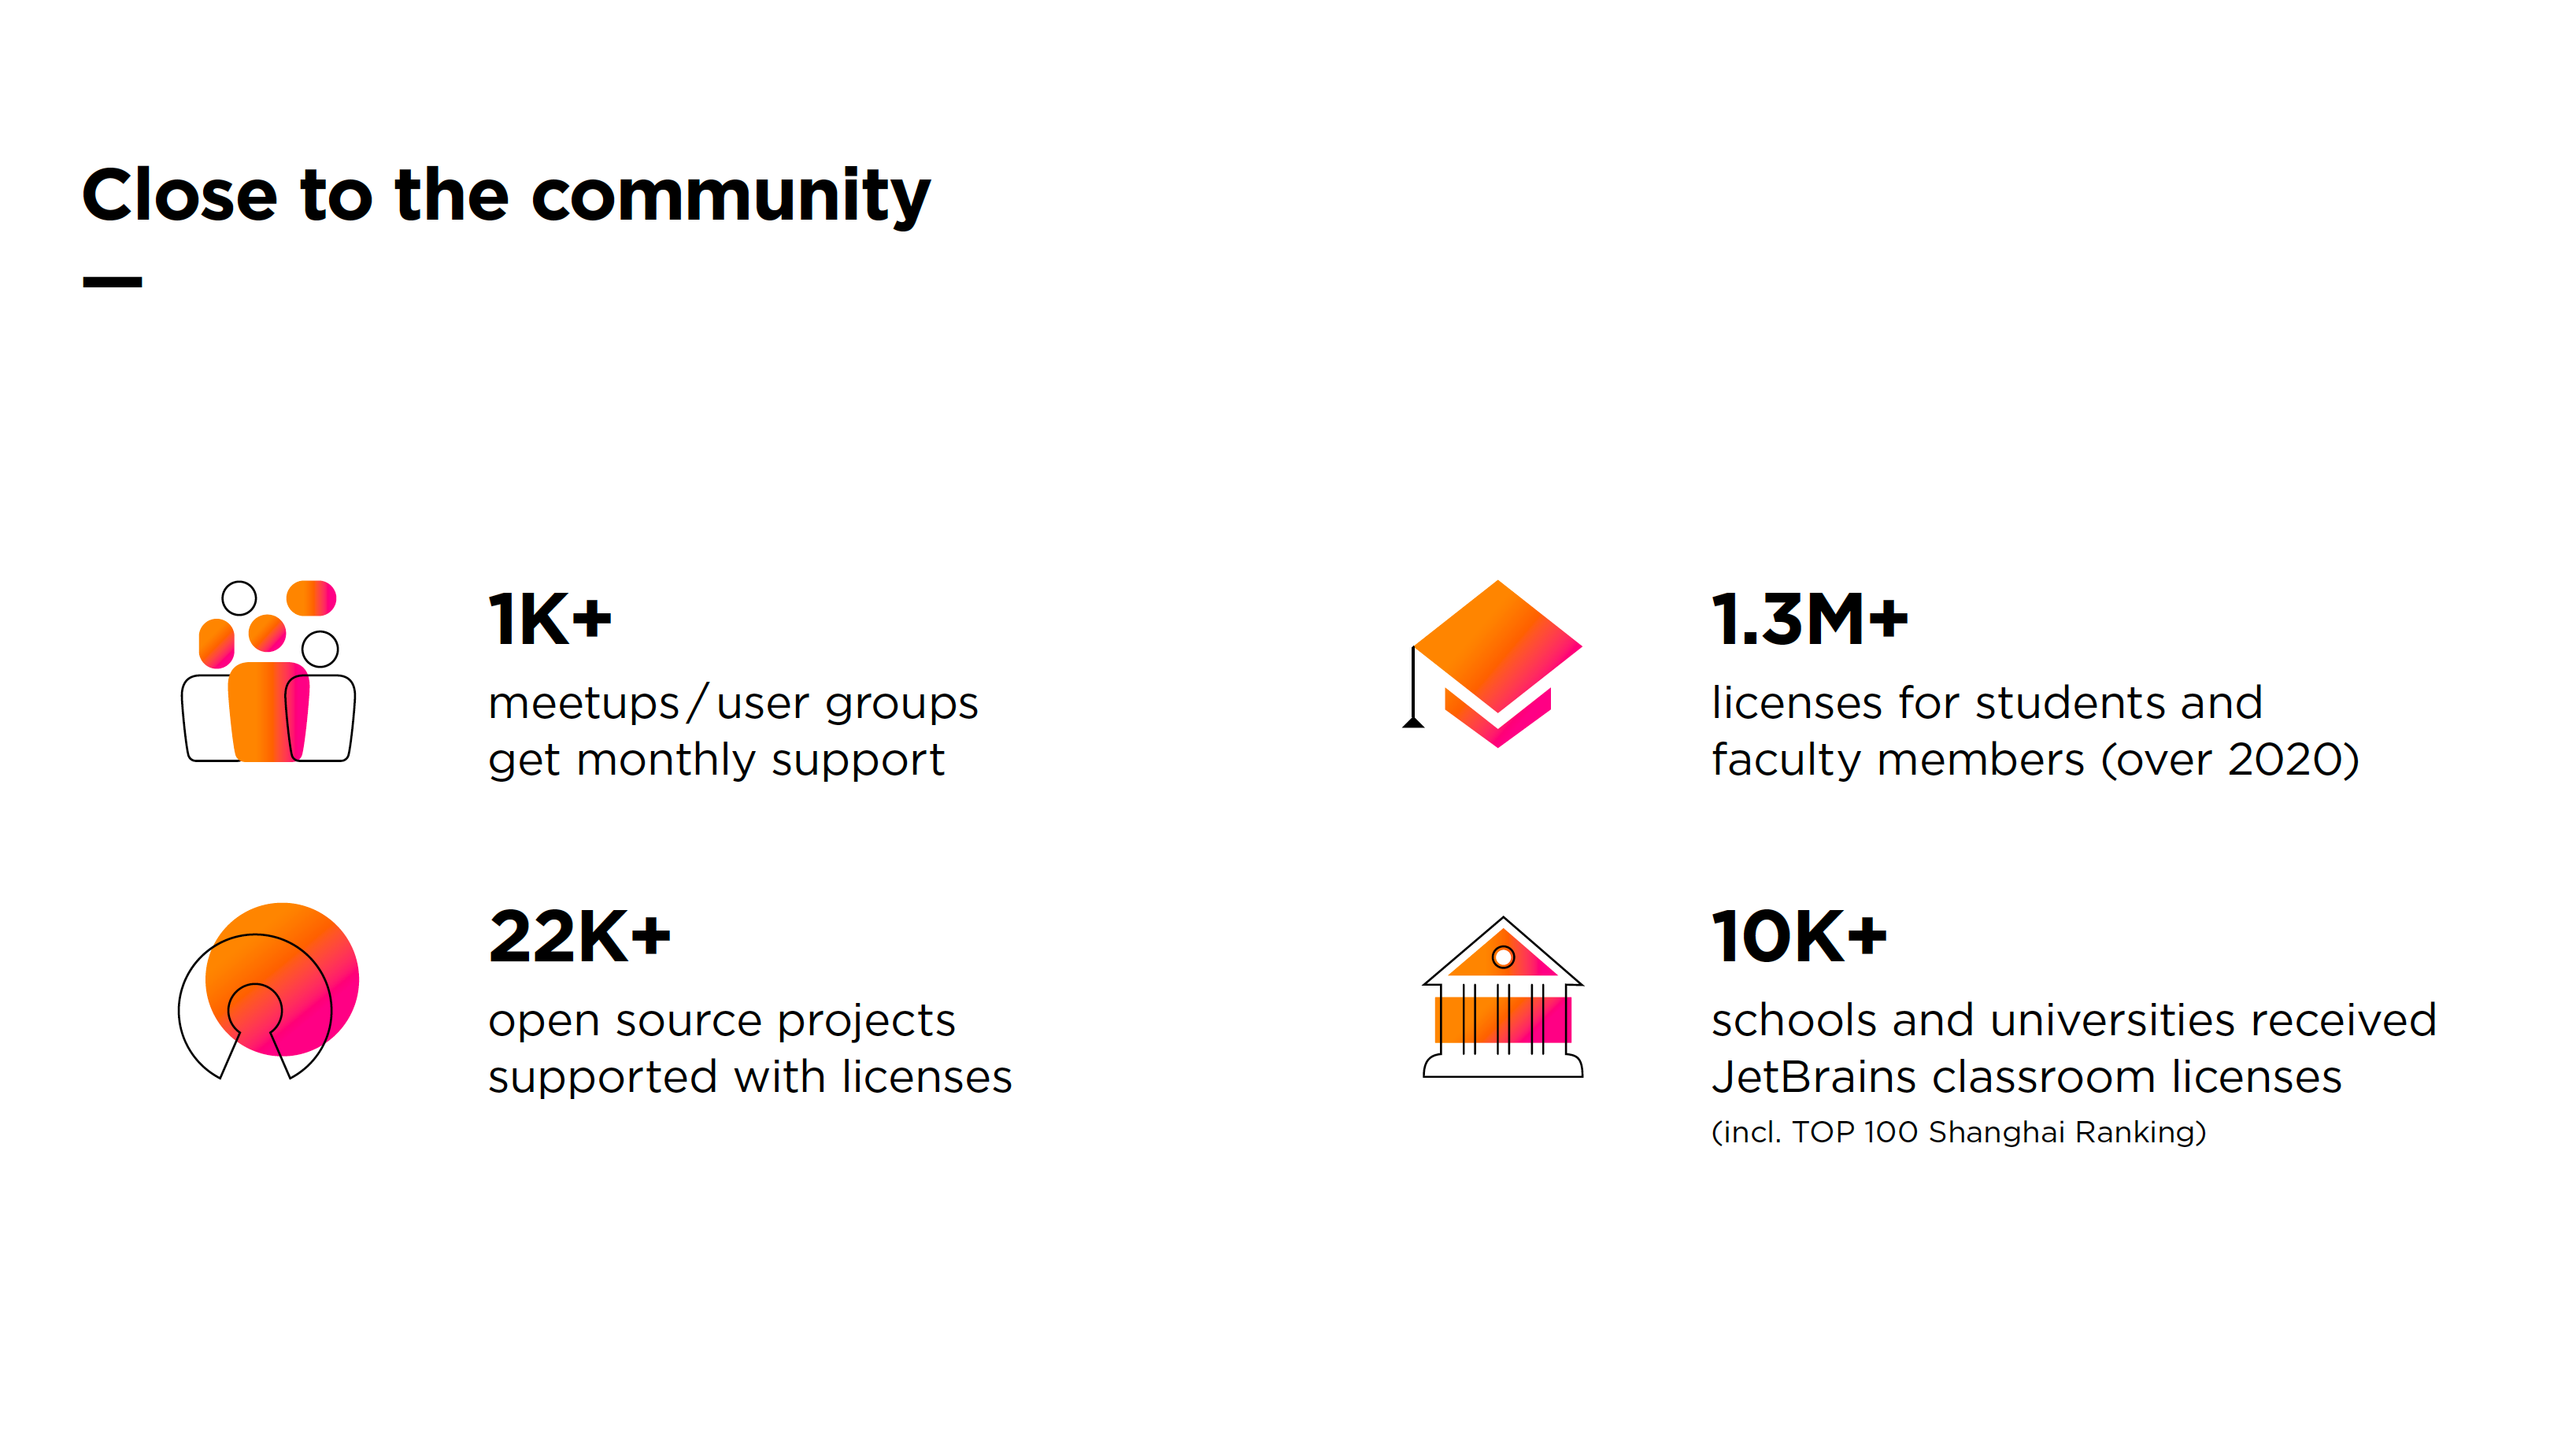 Close to the community
1K+
meetups / user groups
get monthly support
1.3M+
licenses for students and
faculty members (over 2020)
22K+
open source projects
supported with licenses
10K+
schools and universities received
JetBrains classroom licenses
(incl. TOP 100 Shanghai Ranking)